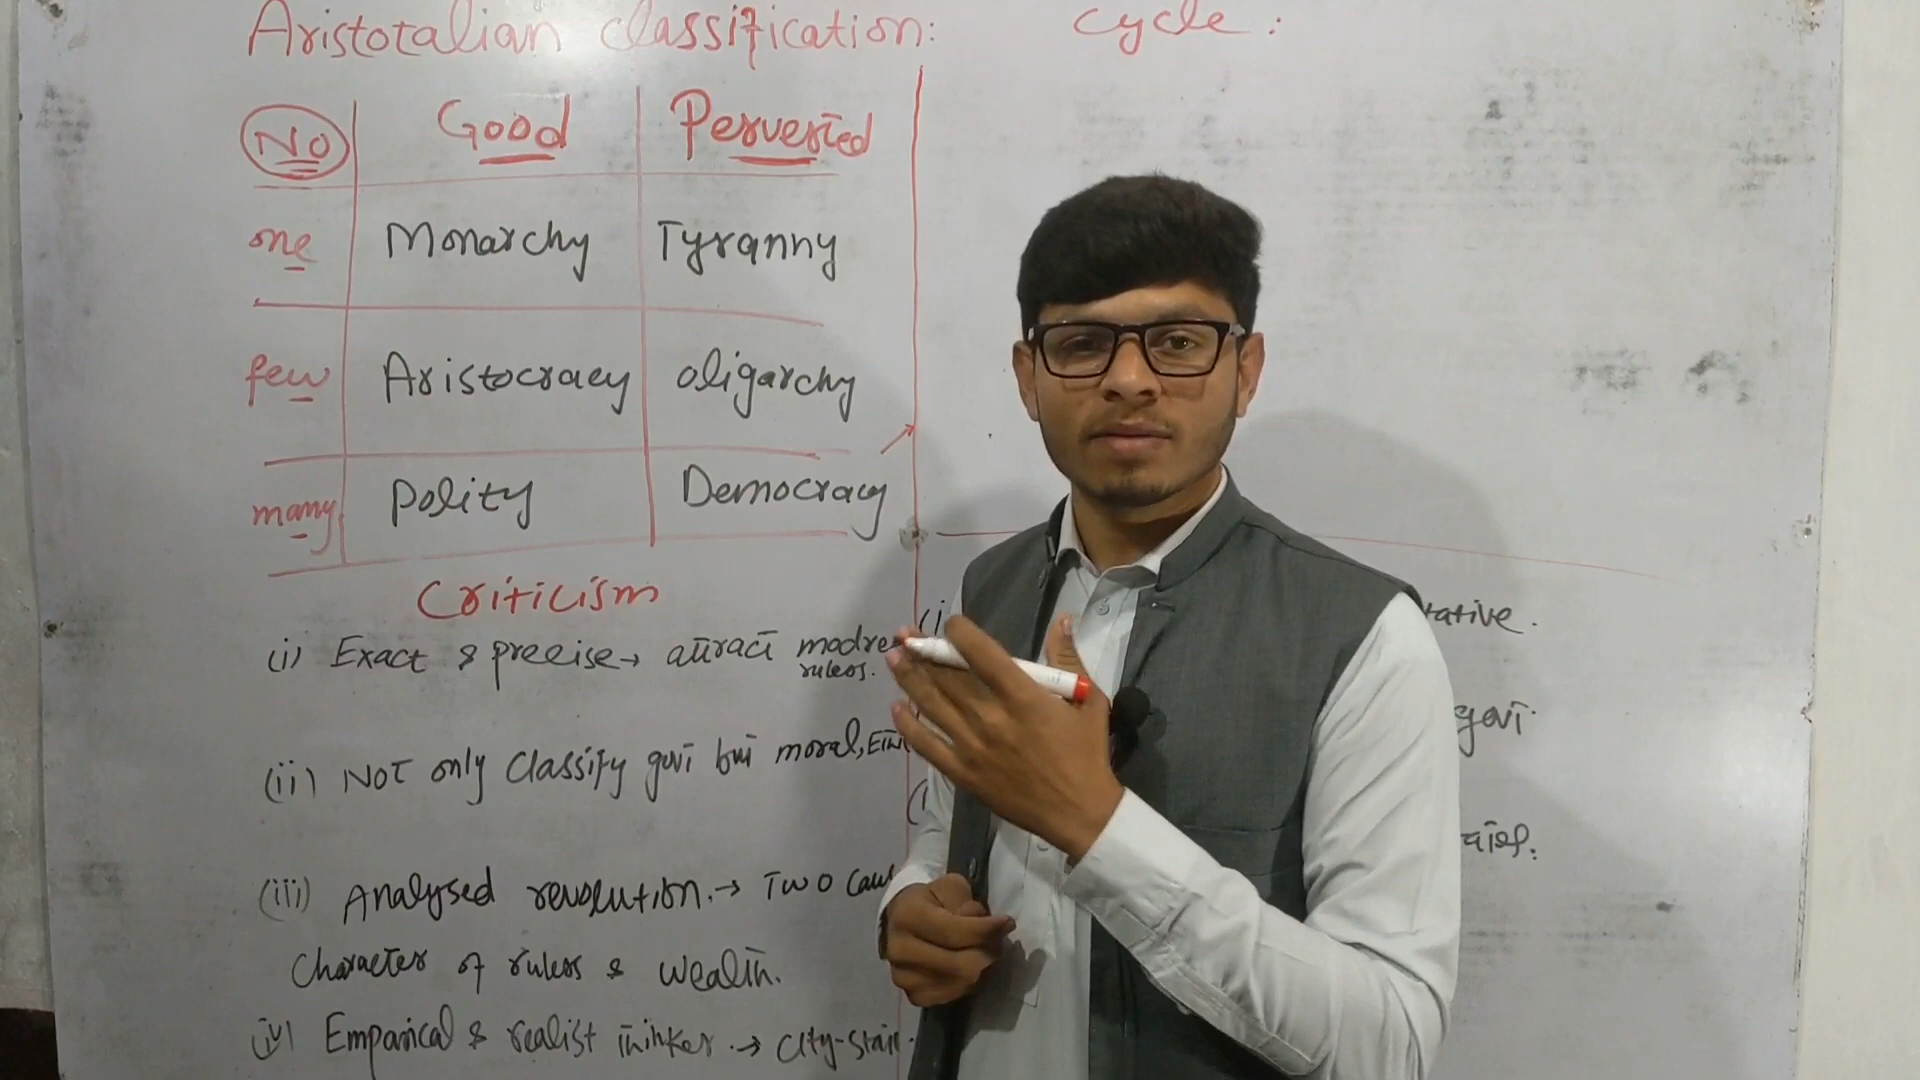 Aristotalian classification:
cycle:
No Good Perverted
one Monarchy Tyranny
few Aristocracy oligarchy
many Polity Democracy
Criticism
(i) Exact & precise → attract modre
rulers.
(ii) Not only classify govt but moral,
(iii) Analysed revolution. → Two
Character of rulers & wealth.
(iv) Emparical & realist thinker. → City-state.
tative.
govt